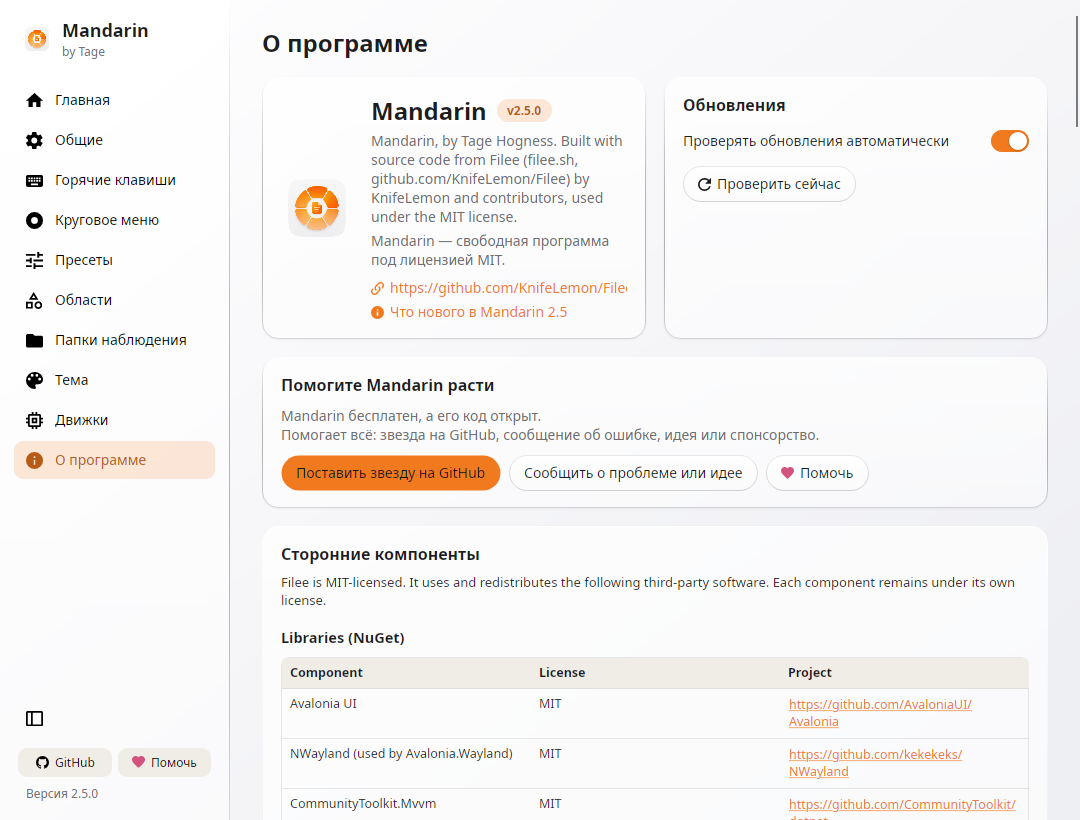 Mandarin
by Tage
Главная
Общие
Горячие клавиши
Круговое меню
Пресеты
Области
Папки наблюдения
Тема
Движки
О программе
GitHub
Помочь
Версия 2.5.0
О программе
Mandarin v2.5.0
Mandarin, by Tage Hogness. Built with
source code from Filee (filee.sh,
github.com/KnifeLemon/Filee) by
KnifeLemon and contributors, used
under the MIT license.
Mandarin — свободная программа
под лицензией MIT.
https://github.com/KnifeLemon/Filee
Что нового в Mandarin 2.5
Обновления
Проверять обновления автоматически
Проверить сейчас
Помогите Mandarin расти
Mandarin бесплатен, а его код открыт.
Помогает всё: звезда на GitHub, сообщение об ошибке, идея или спонсорство.
Поставить звезду на GitHub
Сообщить о проблеме или идее
Помочь
Сторонние компоненты
Filee is MIT-licensed. It uses and redistributes the following third-party software. Each component remains under its own
license.
Libraries (NuGet)
Component License Project
Avalonia UI MIT https://github.com/AvaloniaUI/
Avalonia
NWayland (used by Avalonia.Wayland) MIT https://github.com/kekekeks/
NWayland
CommunityToolkit.Mvvm MIT https://github.com/CommunityToolkit/